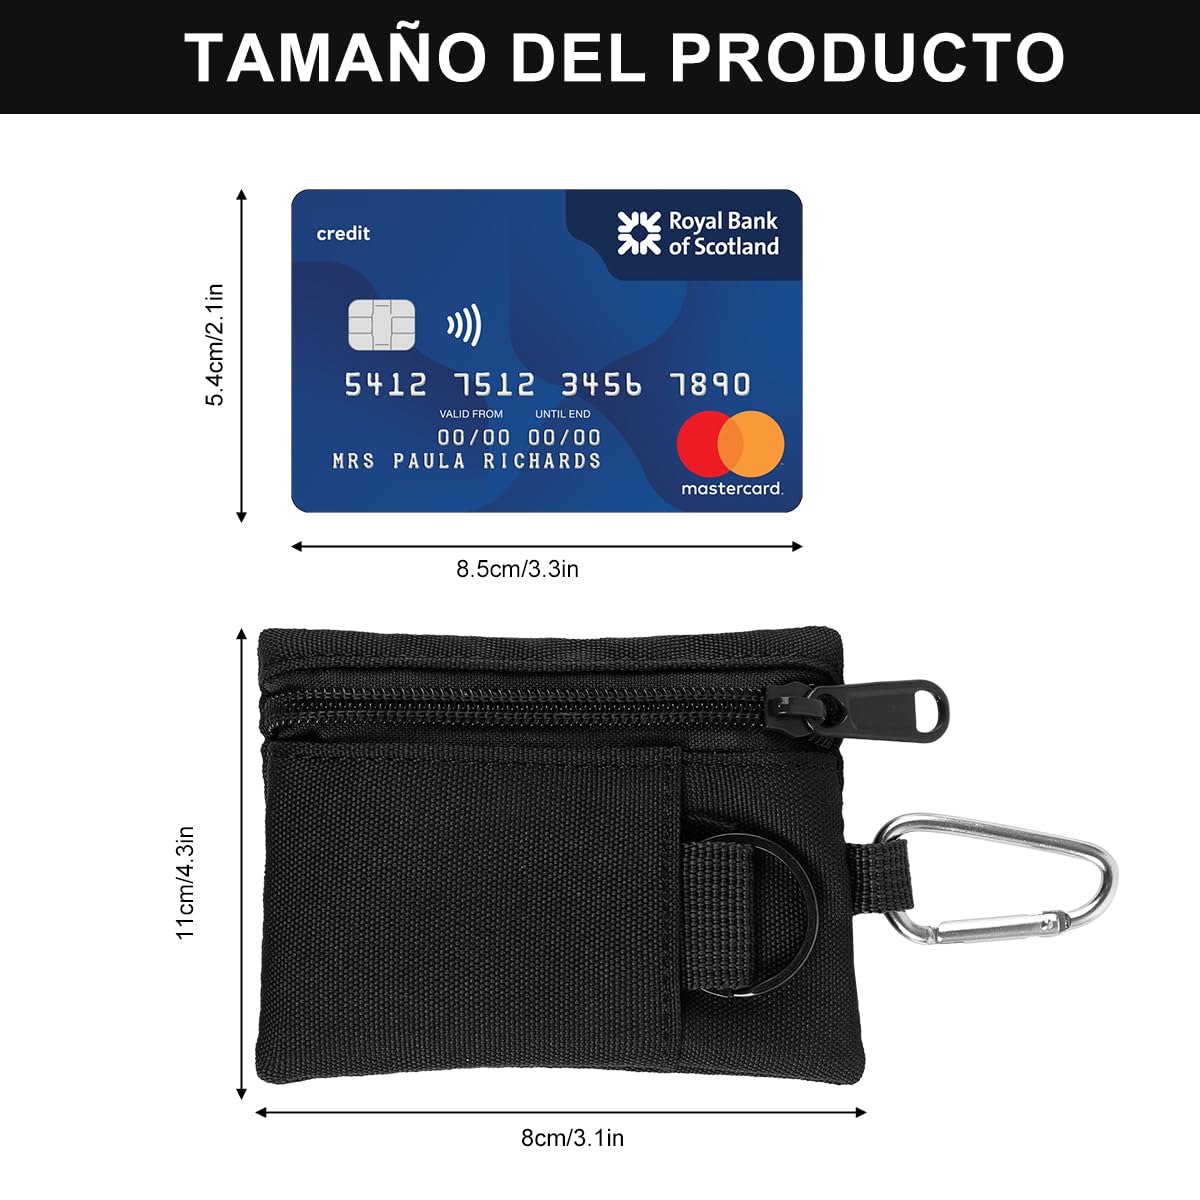 TAMAÑO DEL PRODUCTO
credit
Royal Bank
of Scotland
5.4cm/2.1in
5412 7512 3456 7890
VALID FROM UNTIL END
00/00 00/00
MRS PAULA RICHARDS
mastercard.
8.5cm/3.3in
11cm/4.3in
8cm/3.1in